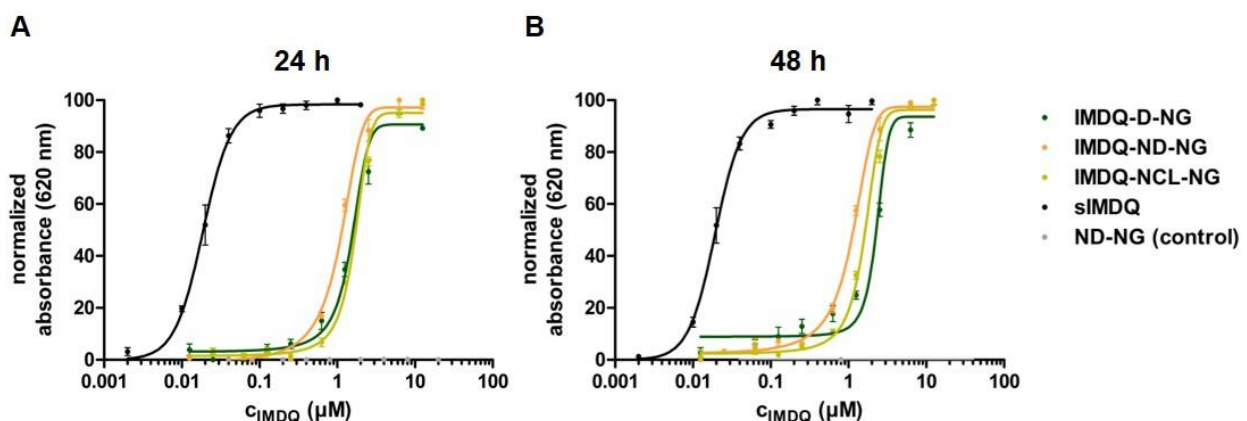 A
24 h
normalized
absorbance (620 nm)
100
80
60
40
20
0
0.001
0.01
0.1
1
10
100
cIMDQ (µM)
B
48 h
normalized
absorbance (620 nm)
100
80
60
40
20
0
0.001
0.01
0.1
1
10
100
cIMDQ (µM)
IMDQ-D-NG
IMDQ-ND-NG
IMDQ-NCL-NG
sIMDQ
ND-NG (control)